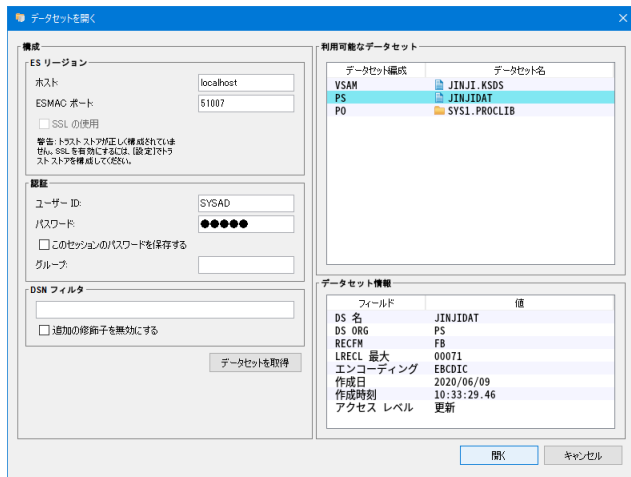 データセットを開く
構成
ES リージョン
ホスト
localhost
ESMAC ポート
51007
SSL の使用
警告: トラスト ストアが正しく構成されていま
せん。SSL を有効にするには、[設定]でトラ
スト ストアを構成してください。
認証
ユーザー ID:
SYSAD
パスワード:
このセッションのパスワードを保存する
グループ:
DSN フィルタ
追加の修飾子を無効にする
データセットを取得
利用可能なデータセット
データセット編成 データセット名
VSAM JINJI.KSDS
PS JINJIDAT
PO SYS1.PROCLIB
データセット情報
フィールド 値
DS 名 JINJIDAT
DS ORG PS
RECFM FB
LRECL 最大 00071
エンコーディング EBCDIC
作成日 2020/06/09
作成時刻 10:33:29.46
アクセス レベル 更新
開く キャンセル